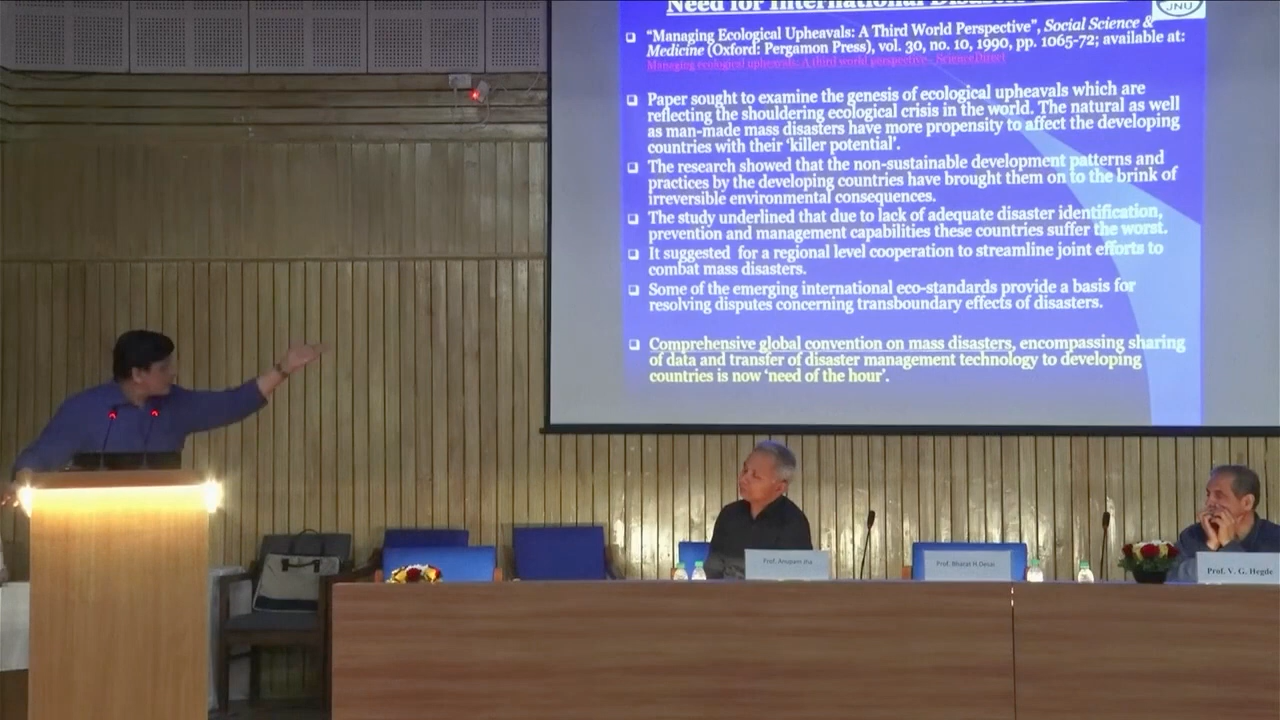 Need for International Disaster
JNU
❑ "Managing Ecological Upheavals: A Third World Perspective", Social Science &
Medicine (Oxford: Pergamon Press), vol. 30, no. 10, 1990, pp. 1065-72; available at:
Managing ecological upheavals: A third world perspective - ScienceDirect
❑ Paper sought to examine the genesis of ecological upheavals which are
reflecting the shouldering ecological crisis in the world. The natural as well
as man-made mass disasters have more propensity to affect the developing
countries with their 'killer potential'.
❑ The research showed that the non-sustainable development patterns and
practices by the developing countries have brought them on to the brink of
irreversible environmental consequences.
❑ The study underlined that due to lack of adequate disaster identification,
prevention and management capabilities these countries suffer the worst.
❑ It suggested for a regional level cooperation to streamline joint efforts to
combat mass disasters.
❑ Some of the emerging international eco-standards provide a basis for
resolving disputes concerning transboundary effects of disasters.
❑ Comprehensive global convention on mass disasters, encompassing sharing
of data and transfer of disaster management technology to developing
countries is now 'need of the hour'.
Prof. Anupam Jha
Prof. Bharat H Desai
Prof. V. G. Hegde